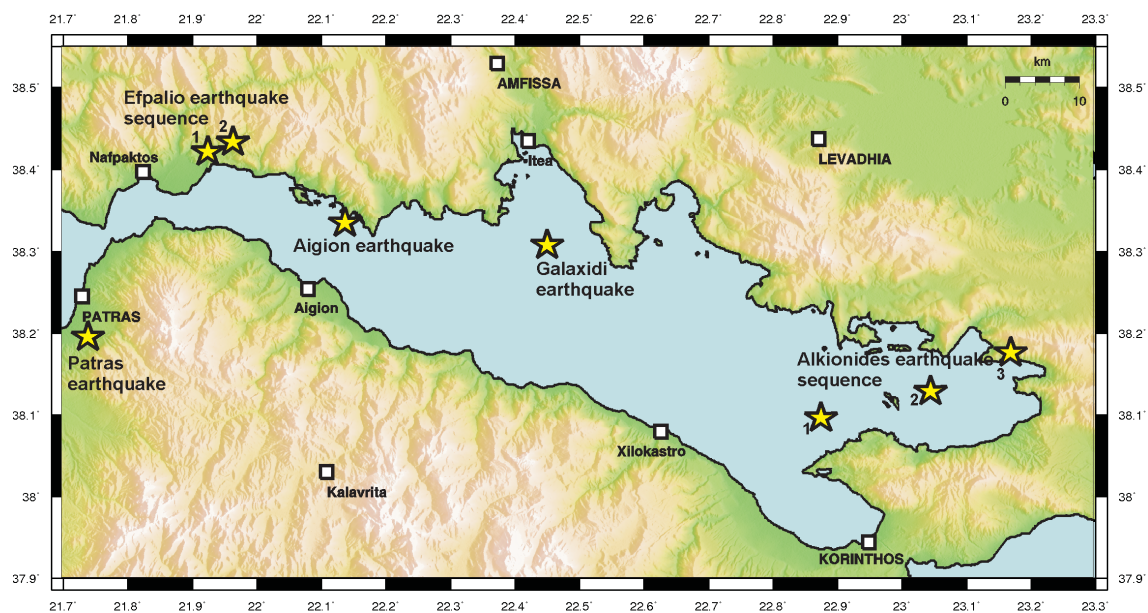 21.7˚ 21.8˚ 21.9˚ 22˚ 22.1˚ 22.2˚ 22.3˚ 22.4˚ 22.5˚ 22.6˚ 22.7˚ 22.8˚ 22.9˚ 23˚ 23.1˚ 23.2˚ 23.3˚
km
0 10
38.5˚ 38.5˚
AMFISSA
Efpalio earthquake
sequence
1 2
Nafpaktos
Itea
LEVADHIA
38.4˚ 38.4˚
Aigion earthquake
38.3˚ 38.3˚
Galaxidi
earthquake
Aigion
PATRAS
38.2˚ 38.2˚
Patras
earthquake
Alkionides earthquake
sequence
3
2
1
38.1˚ 38.1˚
Xilokastro
Kalavrita
38˚ 38˚
KORINTHOS
37.9˚ 37.9˚
21.7˚ 21.8˚ 21.9˚ 22˚ 22.1˚ 22.2˚ 22.3˚ 22.4˚ 22.5˚ 22.6˚ 22.7˚ 22.8˚ 22.9˚ 23˚ 23.1˚ 23.2˚ 23.3˚